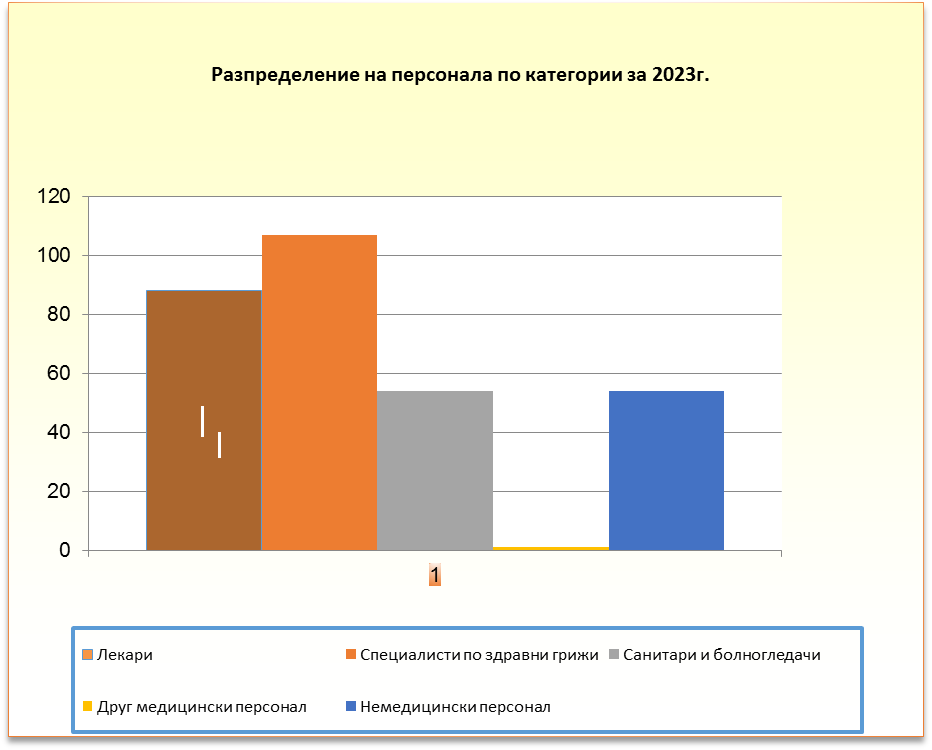 Разпределение на персонала по категории за 2023г.
120
100
80
60
40
20
0
1
Лекари
Специалисти по здравни грижи
Санитари и болногледачи
Друг медицински персонал
Немедицински персонал